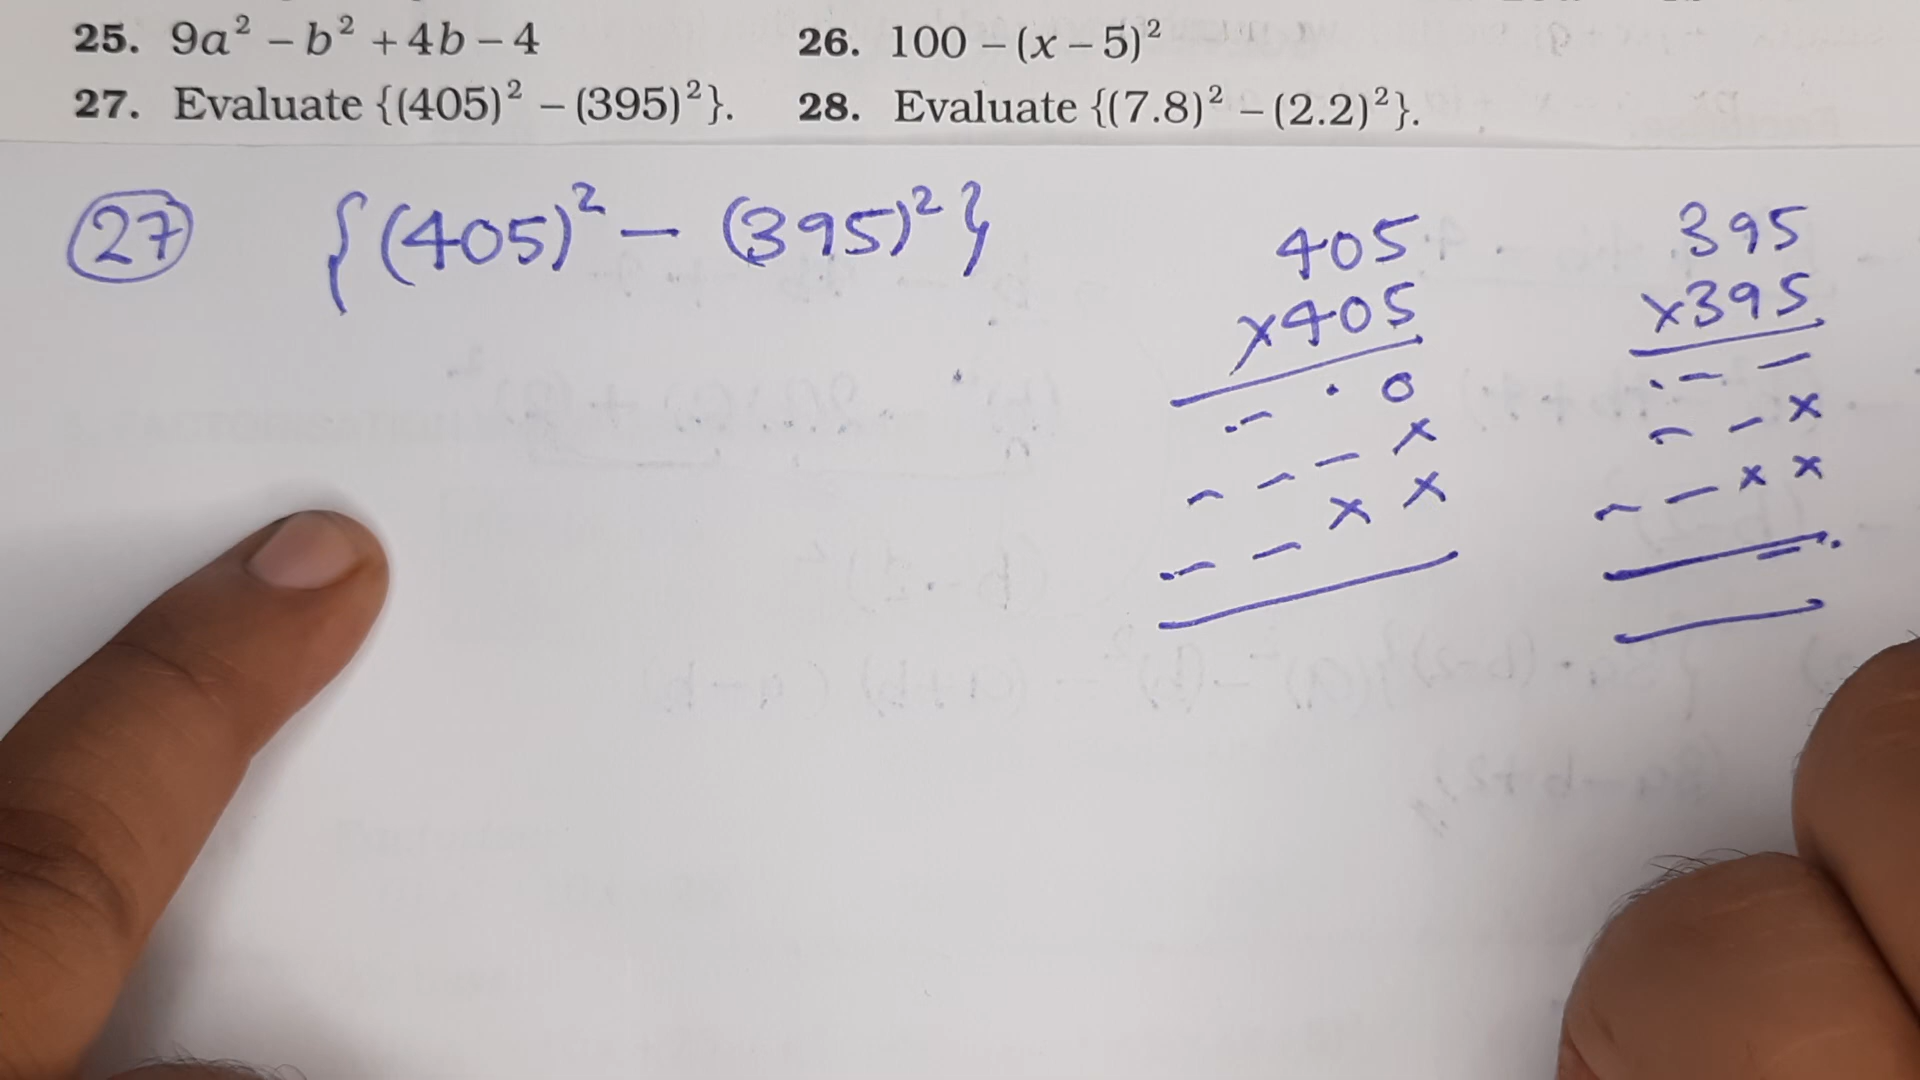 25. 9a² – b² + 4b – 4
26. 100 – (x – 5)²
27. Evaluate {(405)² – (395)²}.
28. Evaluate {(7.8)² – (2.2)²}.
27 {(405)² – (395)²}
405
×405
0
×
× ×
395
×395
×
× ×